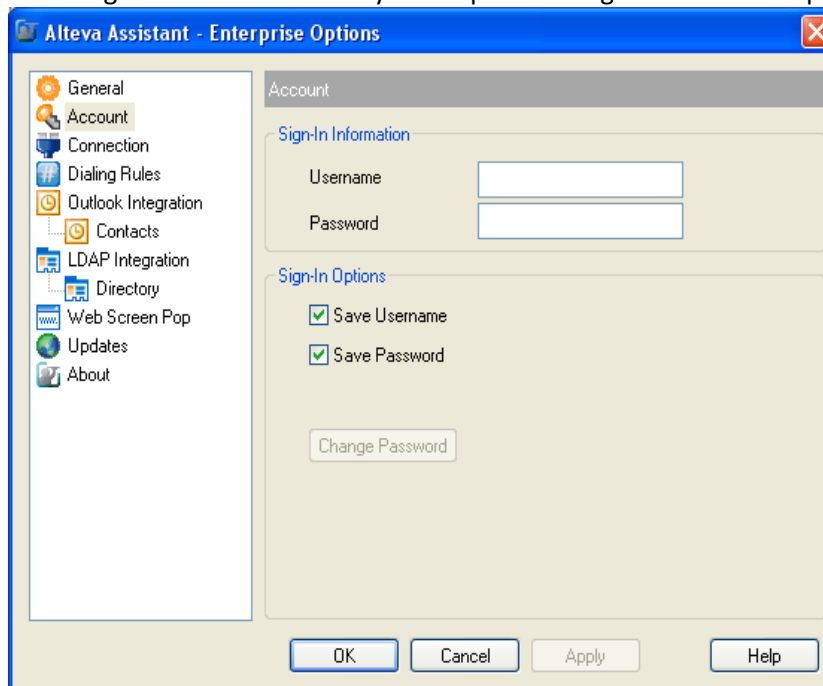 Alteva Assistant - Enterprise Options
General
Account
Connection
Dialing Rules
Outlook Integration
Contacts
LDAP Integration
Directory
Web Screen Pop
Updates
About
Account
Sign-In Information
Username
Password
Sign-In Options
Save Username
Save Password
Change Password
OK Cancel Apply Help